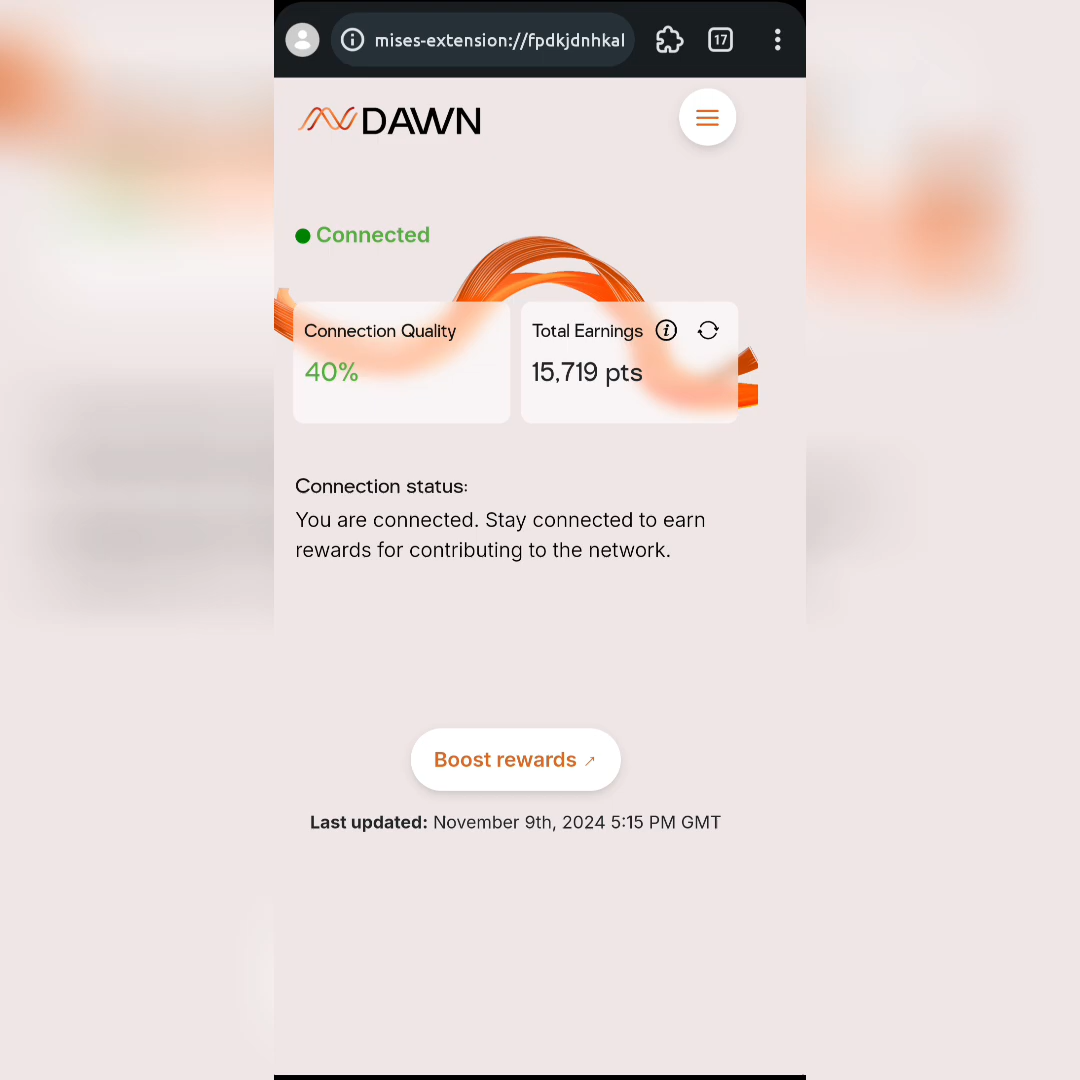 mises-extension://fpdkjdnhkal
17
DAWN
Connected
Connection Quality
40%
Total Earnings
15,719 pts
Connection status:
You are connected. Stay connected to earn
rewards for contributing to the network.
Boost rewards ↗
Last updated: November 9th, 2024 5:15 PM GMT